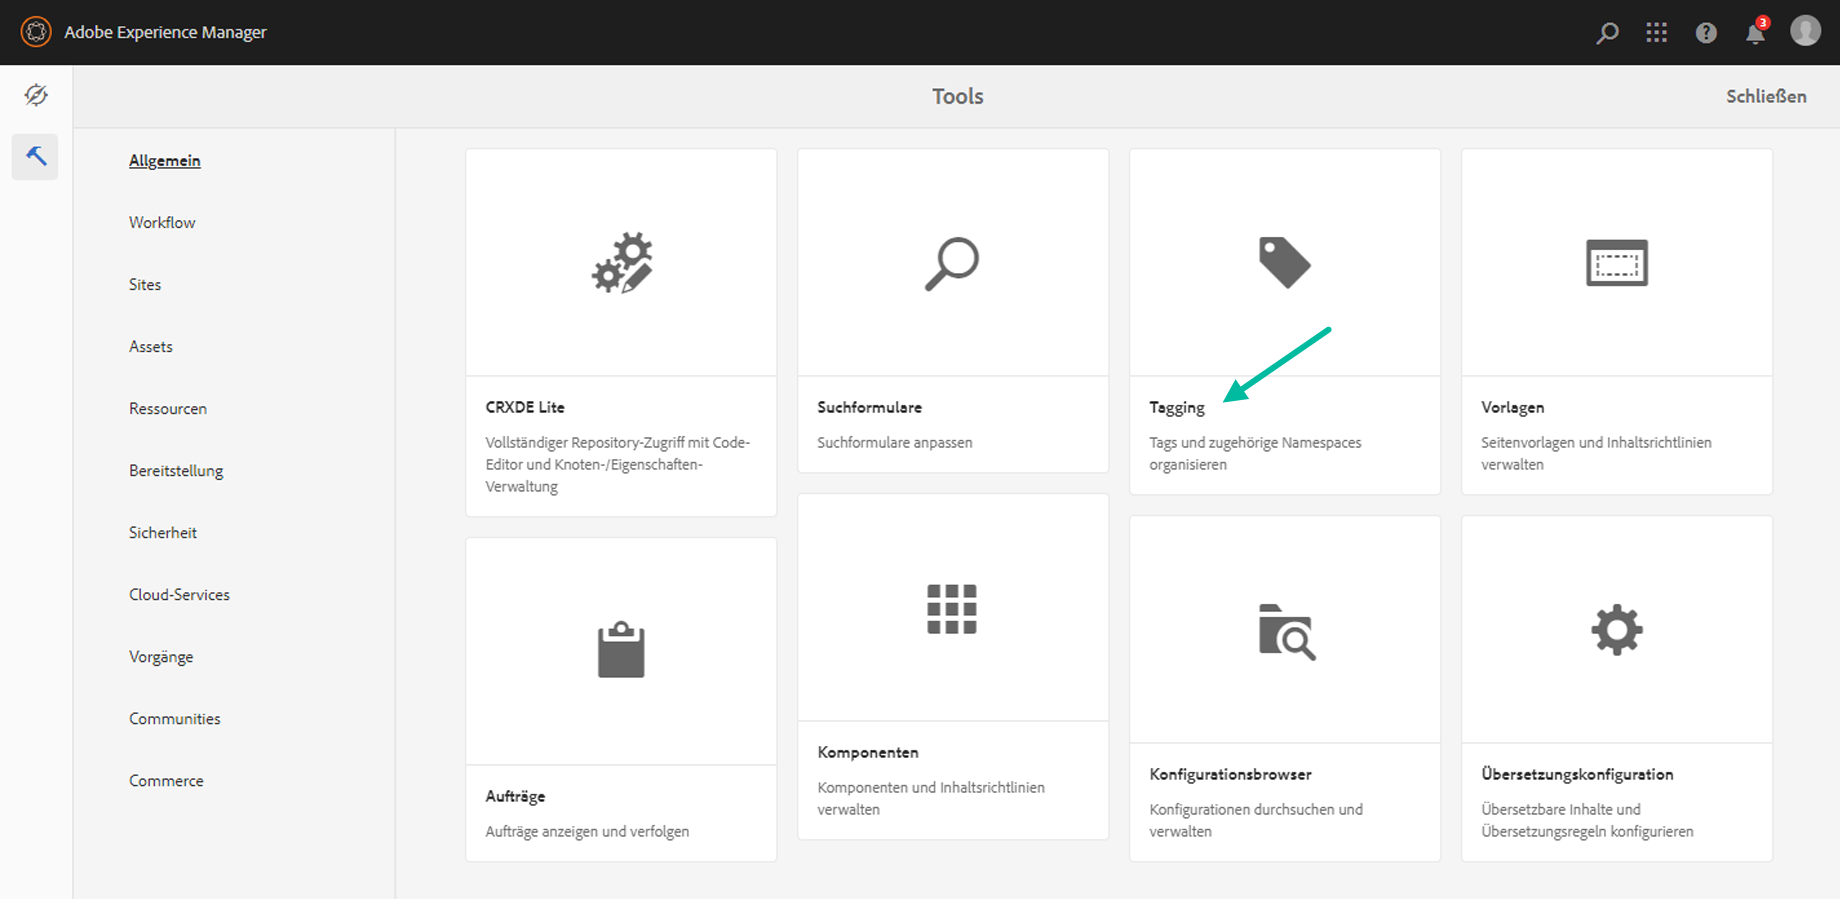 Adobe Experience Manager
3
Tools
Schließen
Allgemein
Workflow
Sites
Assets
Ressourcen
Bereitstellung
Sicherheit
Cloud-Services
Vorgänge
Communities
Commerce
CRXDE Lite
Vollständiger Repository-Zugriff mit Code-
Editor und Knoten-/Eigenschaften-
Verwaltung
Suchformulare
Suchformulare anpassen
Tagging
Tags und zugehörige Namespaces
organisieren
Vorlagen
Seitenvorlagen und Inhaltsrichtlinien
verwalten
Aufträge
Aufträge anzeigen und verfolgen
Komponenten
Komponenten und Inhaltsrichtlinien
verwalten
Konfigurationsbrowser
Konfigurationen durchsuchen und
verwalten
Übersetzungskonfiguration
Übersetzbare Inhalte und
Übersetzungsregeln konfigurieren